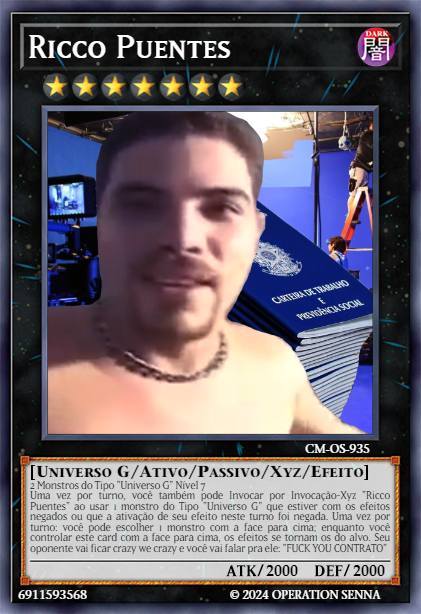 Ricco Puentes
DARK
闇
CARTEIRA DE TRABALHO
E
PREVIDÊNCIA SOCIAL
CM-OS-935
[Universo G/Ativo/Passivo/Xyz/Efeito]
2 Monstros do Tipo "Universo G" Nível 7
Uma vez por turno, você também pode Invocar por Invocação-Xyz "Ricco
Puentes" ao usar 1 monstro do Tipo "Universo G" que estiver com os efeitos
negados ou que a ativação de seu efeito neste turno foi negada. Uma vez por
turno: você pode escolher 1 monstro com a face para cima; enquanto você
controlar este card com a face para cima, os efeitos se tornam os do alvo. Seu
oponente vai ficar crazy we crazy e você vai falar pra ele: "FUCK YOU CONTRATO"
ATK/2000 DEF/2000
6911593568
© 2024 OPERATION SENNA